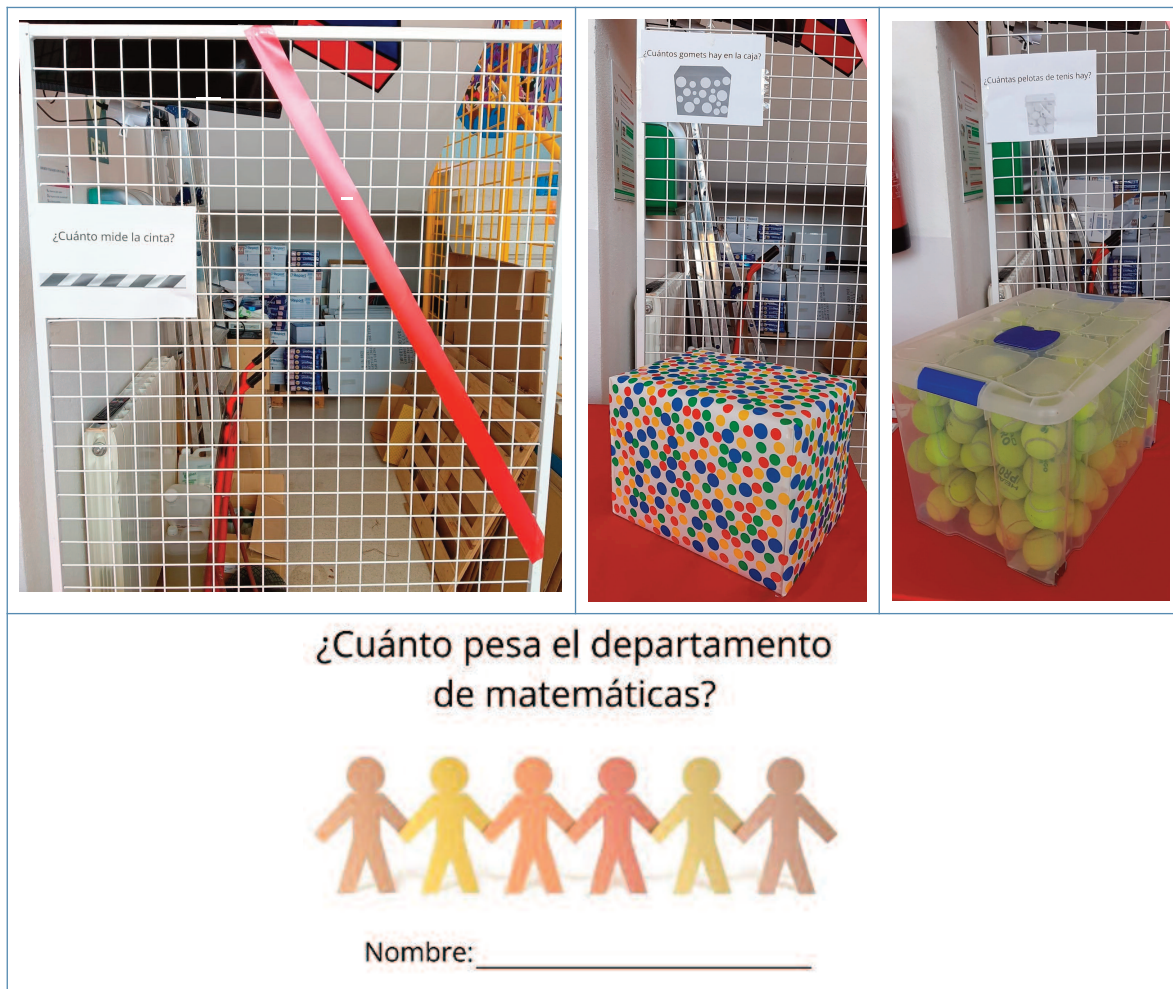 ¿Cuánto mide la cinta?
¿Cuántos gomets hay en la caja?
¿Cuántas pelotas de tenis hay?
¿Cuánto pesa el departamento
de matemáticas?
Nombre: